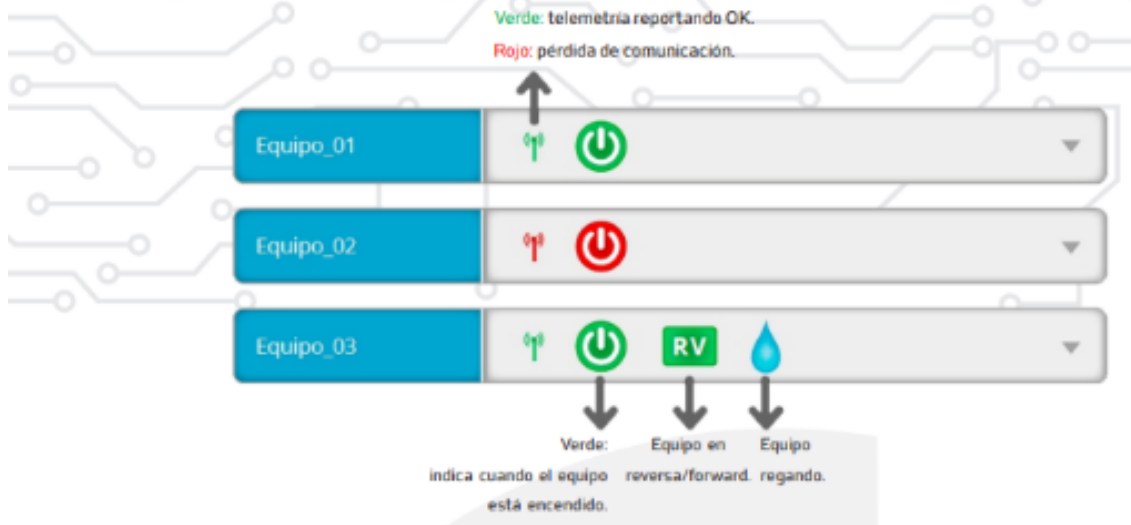 Verde: telemetría reportando OK.
Rojo: pérdida de comunicación.
Equipo_01
Equipo_02
Equipo_03
RV
Verde:
indica cuando el equipo
está encendido.
Equipo en
reversa/forward.
Equipo
regando.